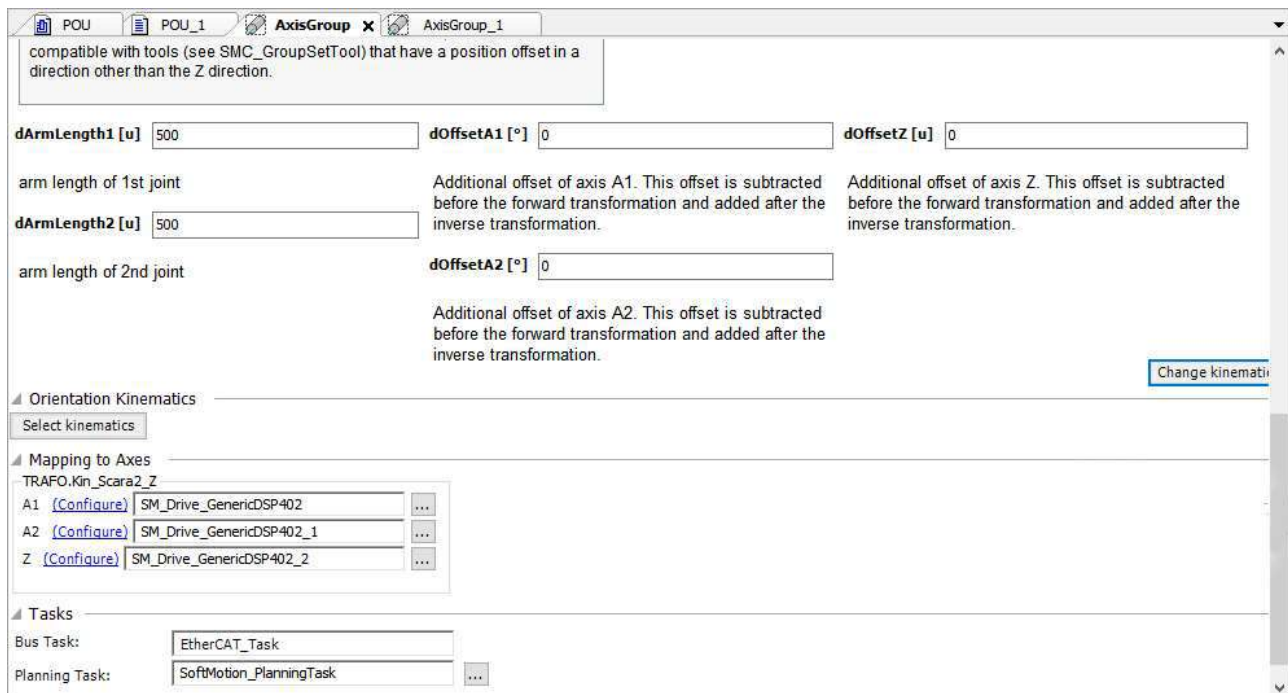 POU POU_1 AxisGroup AxisGroup_1
compatible with tools (see SMC_GroupSetTool) that have a position offset in a
direction other than the Z direction.
dArmLength1 [u] 500
arm length of 1st joint
dArmLength2 [u] 500
arm length of 2nd joint
dOffsetA1 [°] 0
Additional offset of axis A1. This offset is subtracted
before the forward transformation and added after the
inverse transformation.
dOffsetA2 [°] 0
Additional offset of axis A2. This offset is subtracted
before the forward transformation and added after the
inverse transformation.
dOffsetZ [u] 0
Additional offset of axis Z. This offset is subtracted
before the forward transformation and added after the
inverse transformation.
Change kinemati
Orientation Kinematics
Select kinematics
Mapping to Axes
TRAFO.Kin_Scara2_Z
A1 (Configure) SM_Drive_GenericDSP402 ...
A2 (Configure) SM_Drive_GenericDSP402_1 ...
Z (Configure) SM_Drive_GenericDSP402_2 ...
Tasks
Bus Task: EtherCAT_Task
Planning Task: SoftMotion_PlanningTask ...